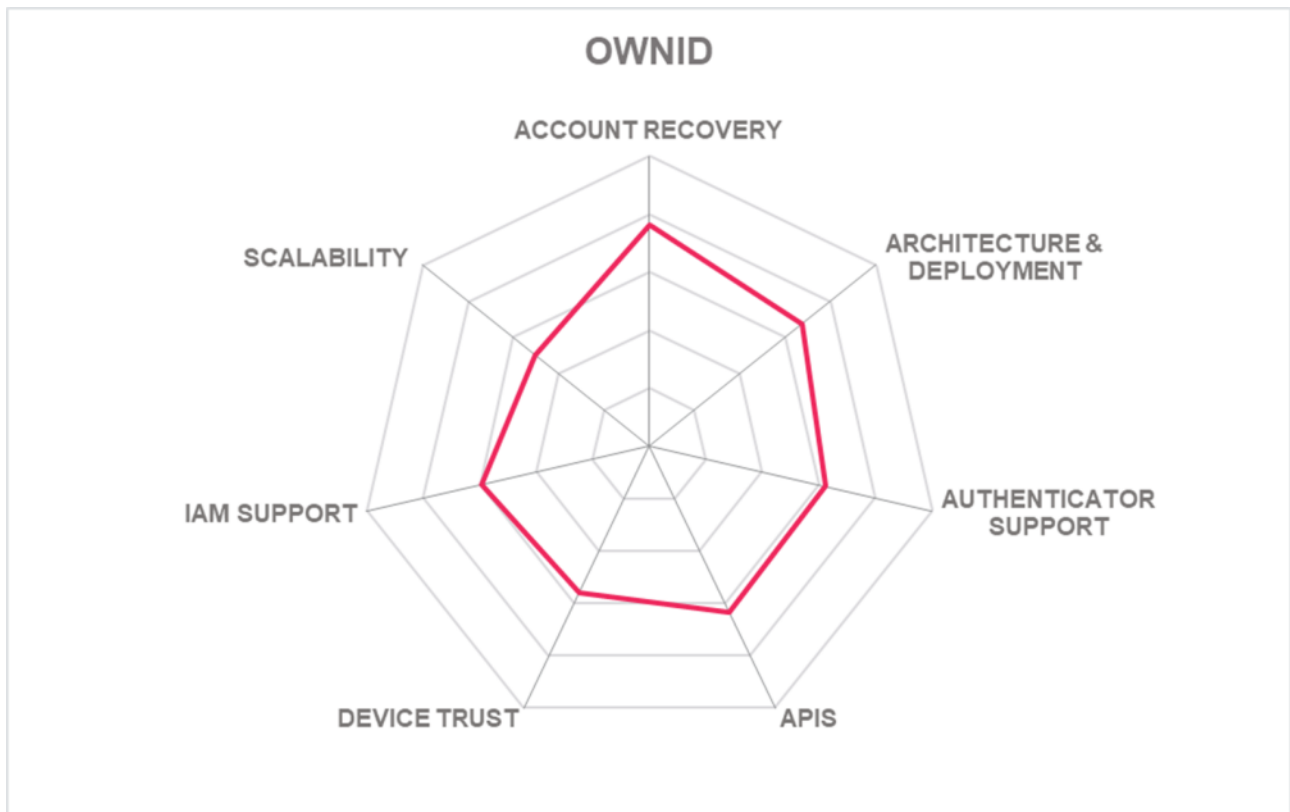 OWNID
ACCOUNT RECOVERY
ARCHITECTURE &
DEPLOYMENT
SCALABILITY
AUTHENTICATOR
SUPPORT
IAM SUPPORT
DEVICE TRUST
APIS